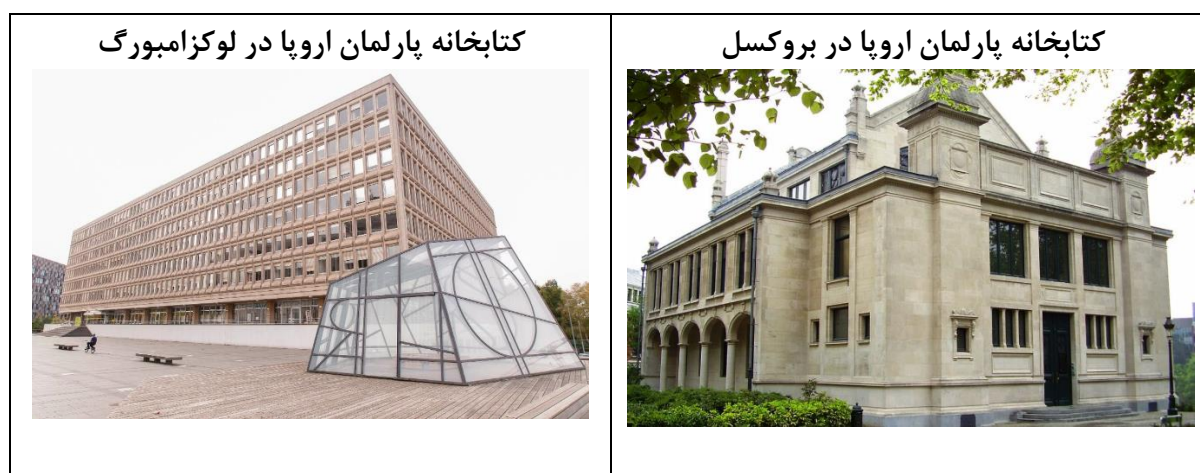 کتابخانه پارلمان اروپا در بروکسل
کتابخانه پارلمان اروپا در لوکزامبورگ